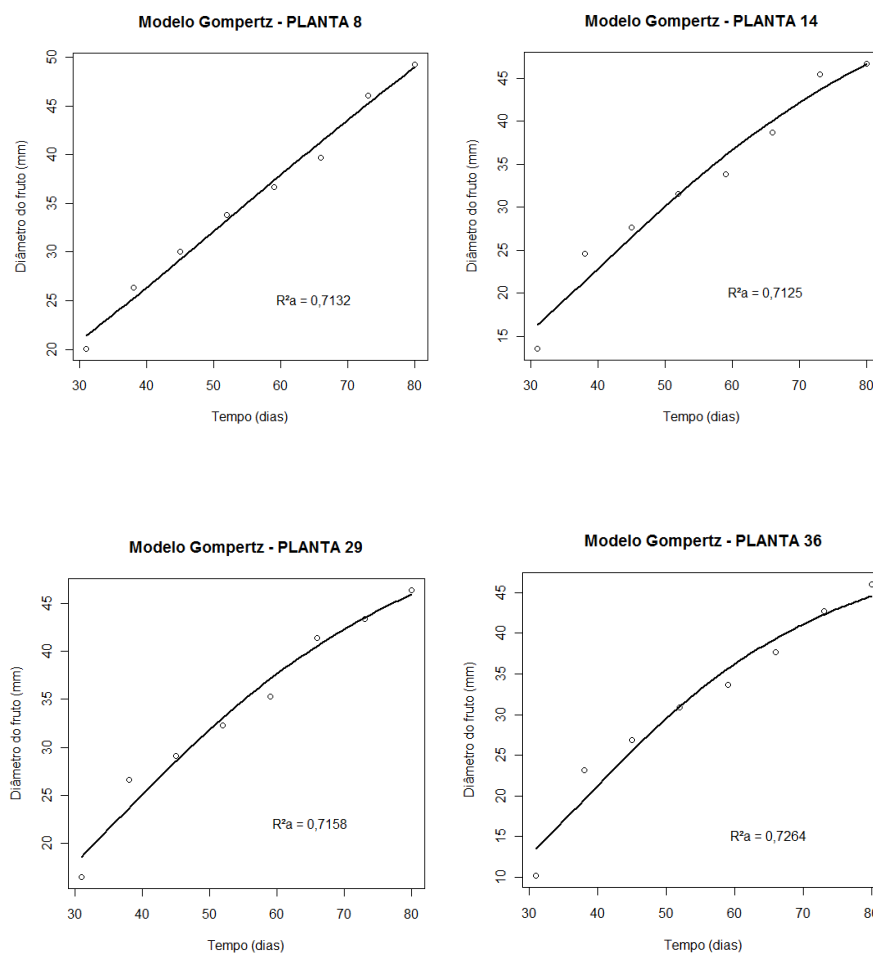 Modelo Gompertz - PLANTA 8
Diâmetro do fruto (mm)
50
45
40
35
30
25
20
R²a = 0,7132
30 40 50 60 70 80
Tempo (dias)
Modelo Gompertz - PLANTA 14
Diâmetro do fruto (mm)
45
40
35
30
25
20
15
R²a = 0,7125
30 40 50 60 70 80
Tempo (dias)
Modelo Gompertz - PLANTA 29
Diâmetro do fruto (mm)
45
40
35
30
25
20
R²a = 0,7158
30 40 50 60 70 80
Tempo (dias)
Modelo Gompertz - PLANTA 36
Diâmetro do fruto (mm)
45
40
35
30
25
20
15
10
R²a = 0,7264
30 40 50 60 70 80
Tempo (dias)